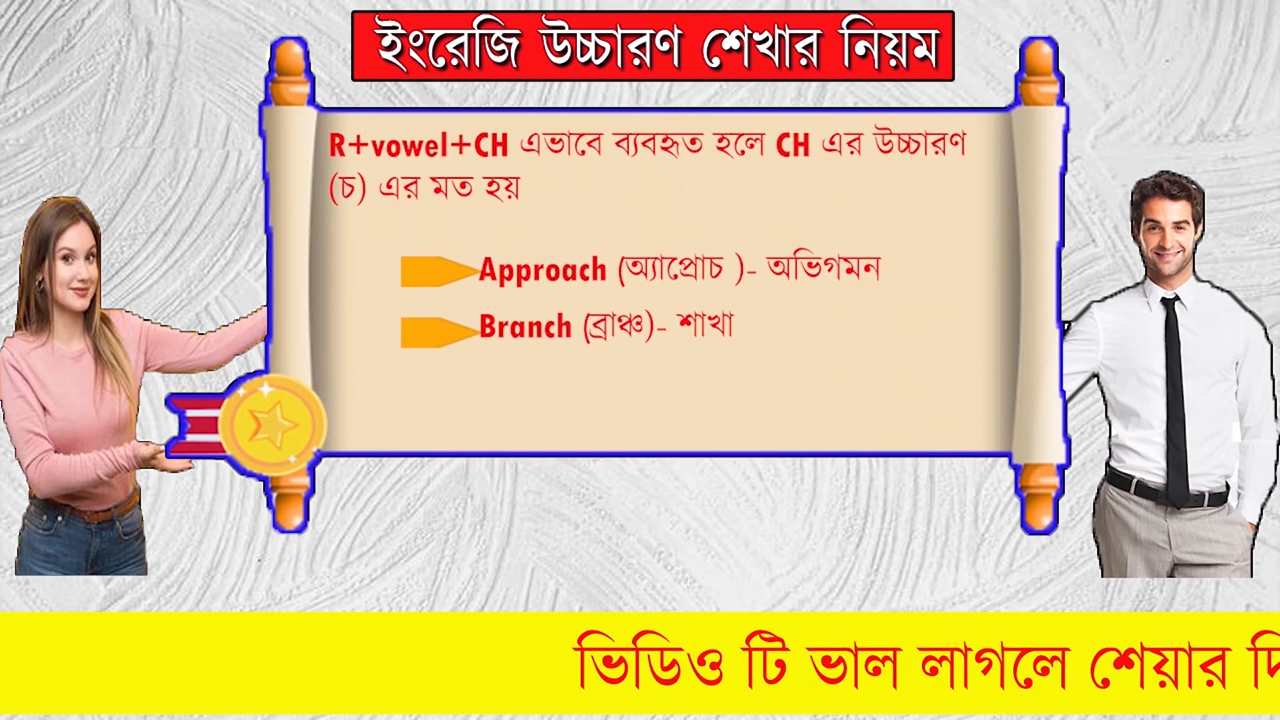 ইংরেজি উচ্চারণ শেখার নিয়ম
R+vowel+CH এভাবে ব্যবহৃত হলে CH এর উচ্চারণ
(চ) এর মত হয়
Approach (অ্যাপ্রোচ )- অভিগমন
Branch (ব্রাঞ্চ)- শাখা
ভিডিও টি ভাল লাগলে শেয়ার